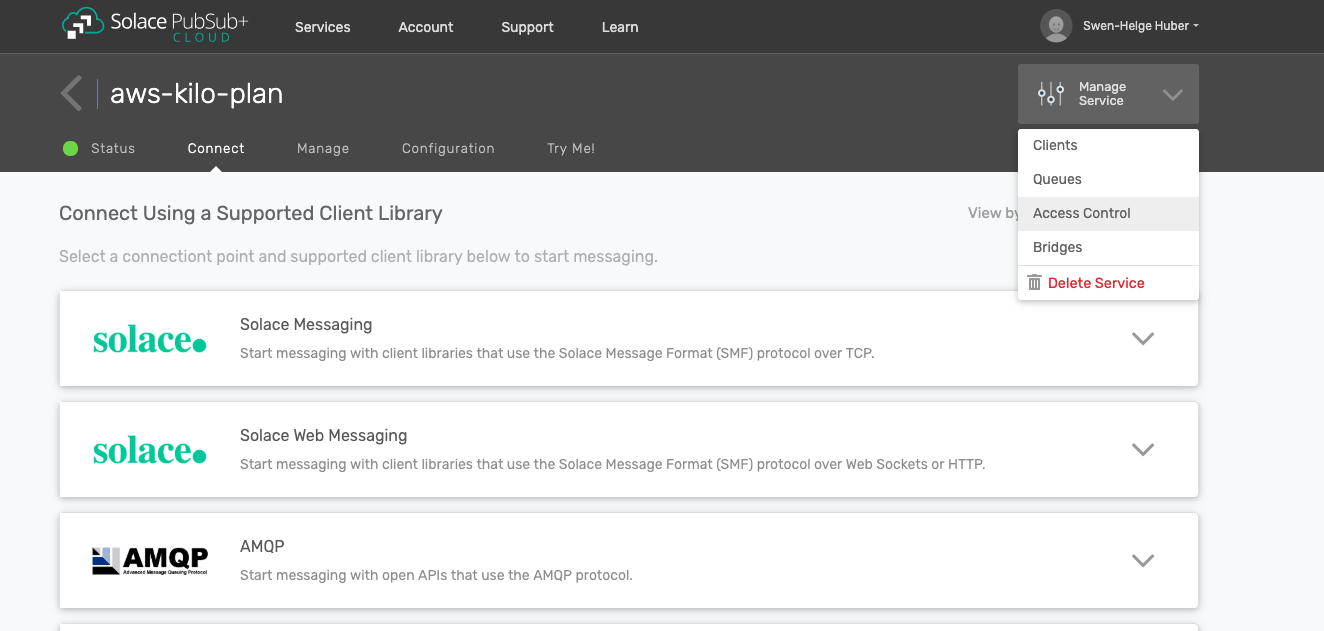 Solace PubSub+
CLOUD
Services
Account
Support
Learn
Swen-Helge Huber
aws-kilo-plan
Manage
Service
Status
Connect
Manage
Configuration
Try Me!
Clients
Queues
Access Control
Bridges
Delete Service
Connect Using a Supported Client Library
View by
Select a connectiont point and supported client library below to start messaging.
solace.
Solace Messaging
Start messaging with client libraries that use the Solace Message Format (SMF) protocol over TCP.
solace.
Solace Web Messaging
Start messaging with client libraries that use the Solace Message Format (SMF) protocol over Web Sockets or HTTP.
AMQP
Advanced Message Queuing Protocol
AMQP
Start messaging with open APIs that use the AMQP protocol.